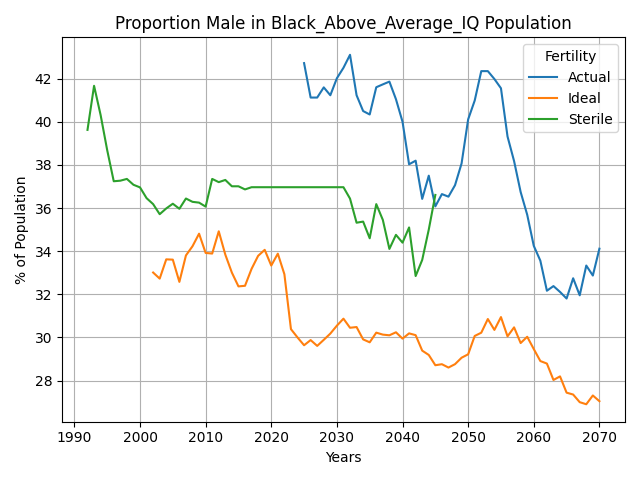 Proportion Male in Black_Above_Average_IQ Population
Fertility
Actual
Ideal
Sterile
% of Population
42
40
38
36
34
32
30
28
1990
2000
2010
2020
2030
2040
2050
2060
2070
Years